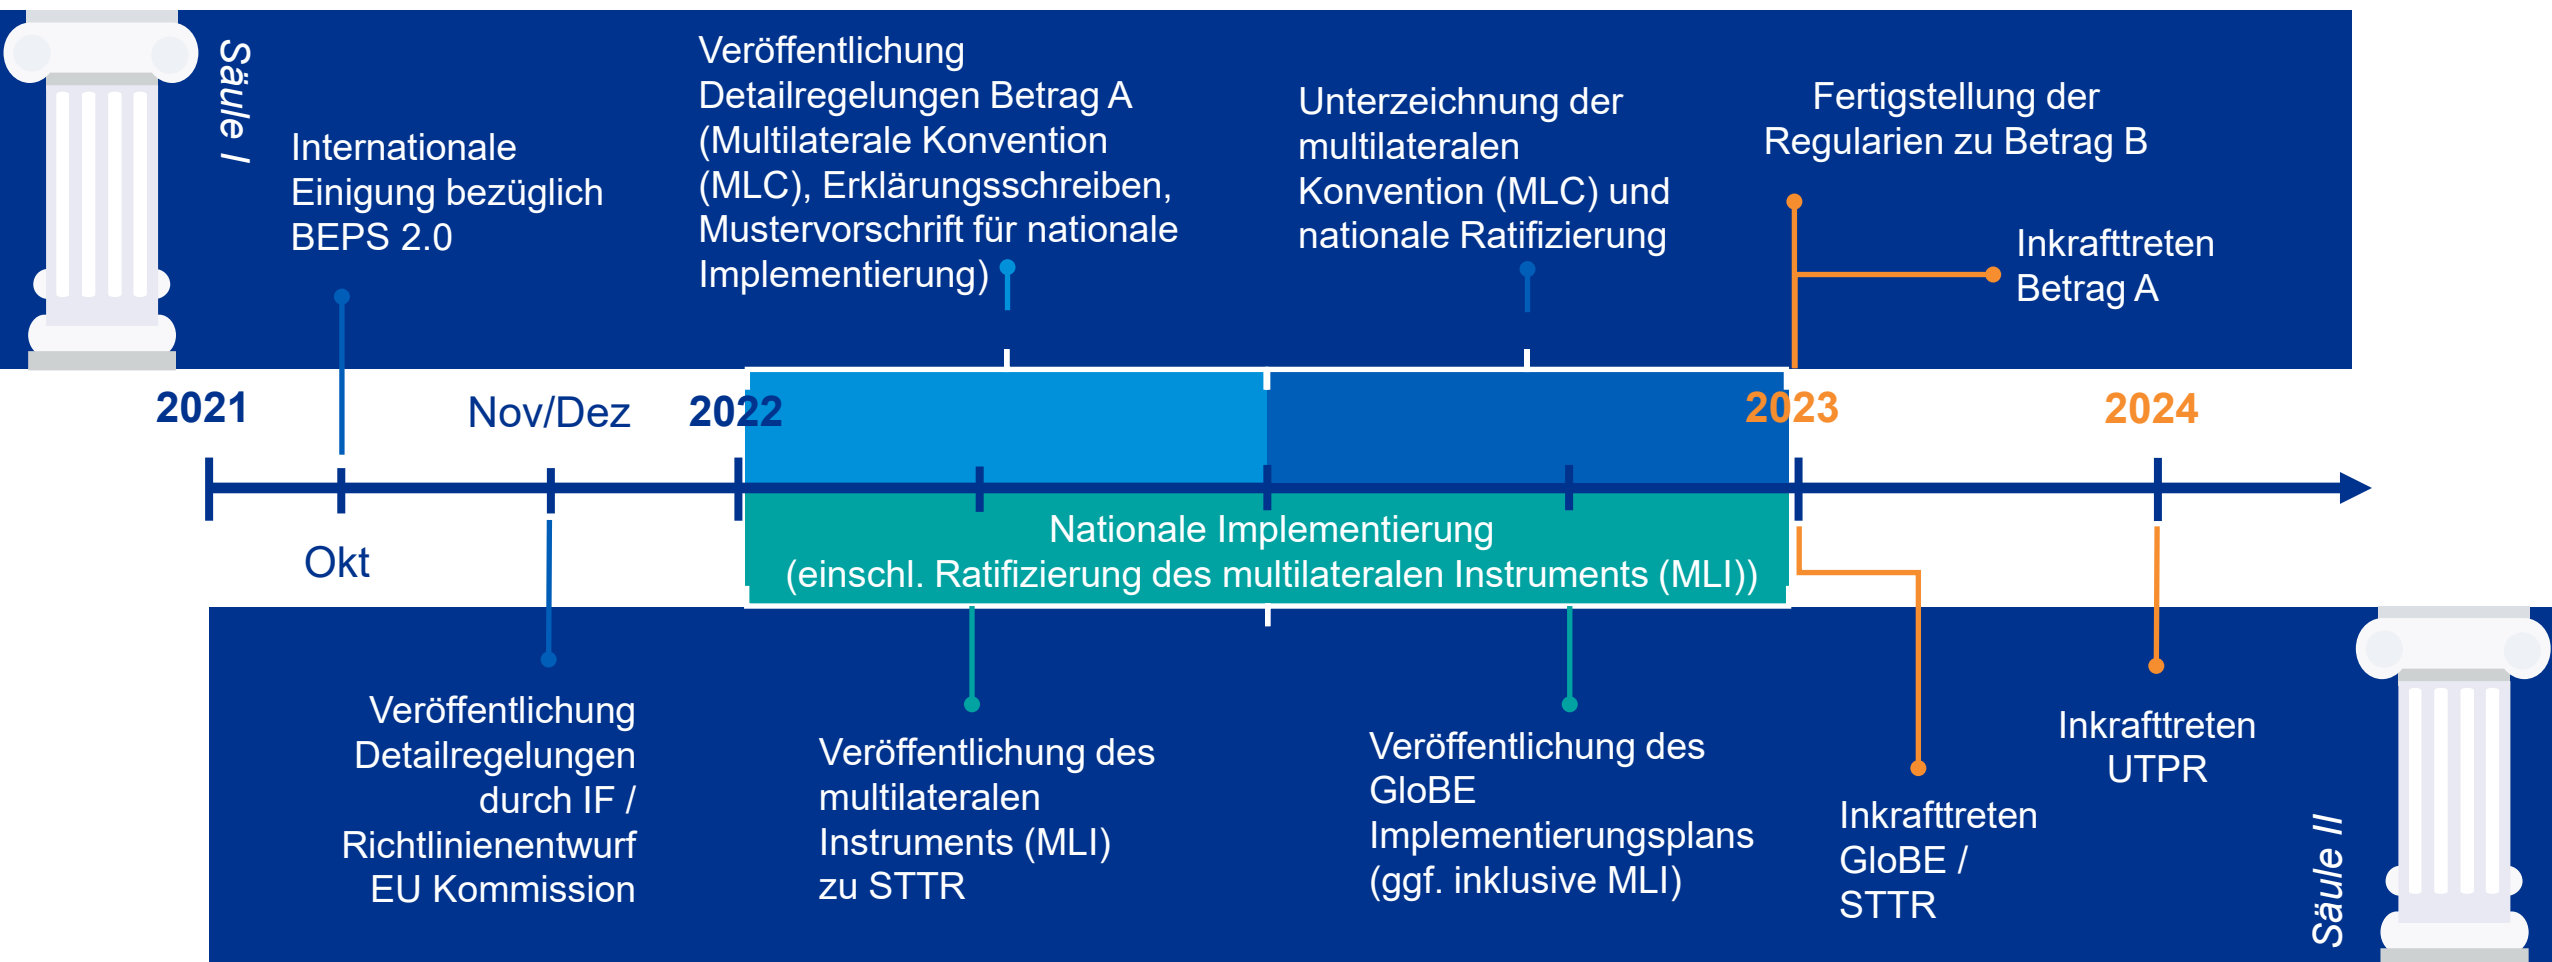 Säule I
Internationale
Einigung bezüglich
BEPS 2.0
Veröffentlichung
Detailregelungen Betrag A
(Multilaterale Konvention
(MLC), Erklärungsschreiben,
Mustervorschrift für nationale
Implementierung)
Unterzeichnung der
multilateralen
Konvention (MLC) und
nationale Ratifizierung
Fertigstellung der
Regularien zu Betrag B
Inkrafttreten
Betrag A
2021
Nov/Dez
2022
2023
2024
Okt
Nationale Implementierung
(einschl. Ratifizierung des multilateralen Instruments (MLI))
Veröffentlichung
Detailregelungen
durch IF /
Richtlinienentwurf
EU Kommission
Veröffentlichung des
multilateralen
Instruments (MLI)
zu STTR
Veröffentlichung des
GloBE
Implementierungsplans
(ggf. inklusive MLI)
Inkrafttreten
GloBE /
STTR
Inkrafttreten
UTPR
Säule II